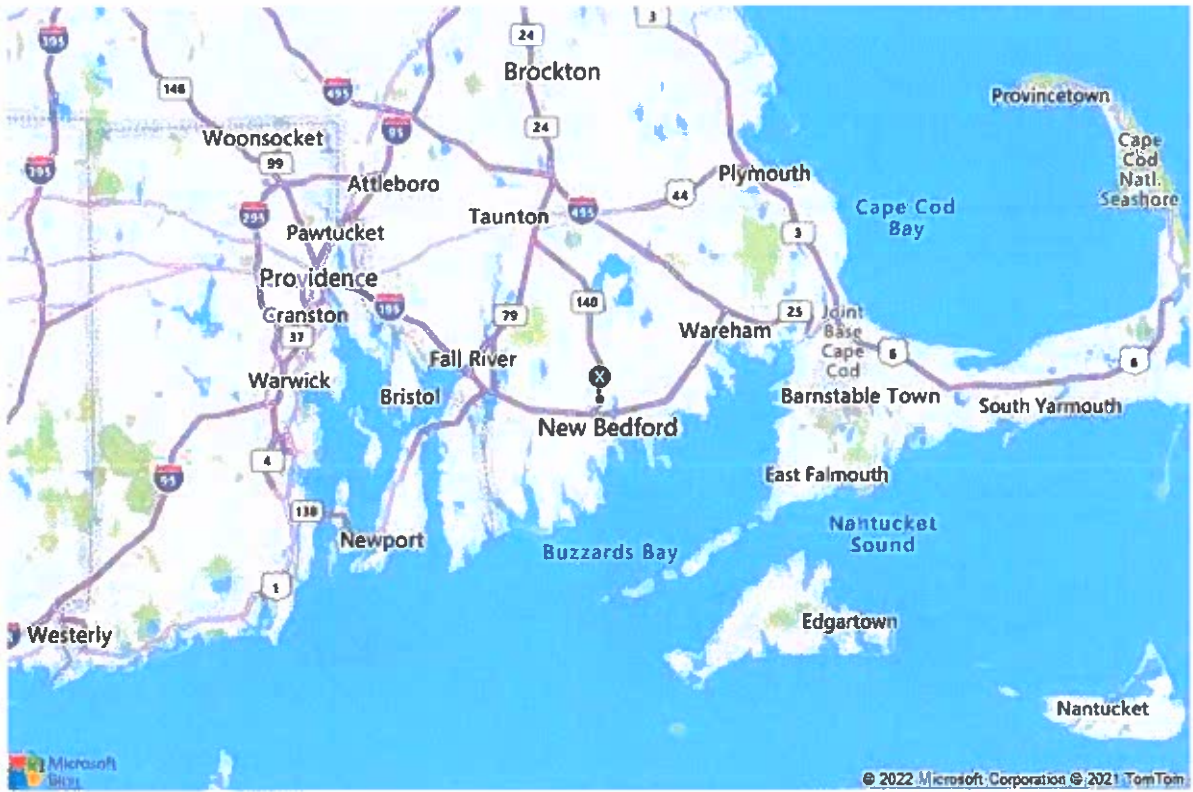 3
395
24
Brockton
146
495
Provincetown
24
95
Woonsocket
Cape
Cod
Natl.
Seashore
99
395
Attleboro
Plymouth
44
295
Taunton
495
Cape Cod
Bay
Pawtucket
3
Providence
195
140
79
25
Cranston
Joint
Base
Cape
Cod
37
Wareham
Fall River
6
6
X
Warwick
Bristol
Barnstable Town
South Yarmouth
New Bedford
4
95
East Falmouth
138
Newport
Nantucket
Sound
Buzzards Bay
1
Edgartown
Westerly
Nantucket
Microsoft
Bing
© 2022 Microsoft Corporation © 2021 TomTom